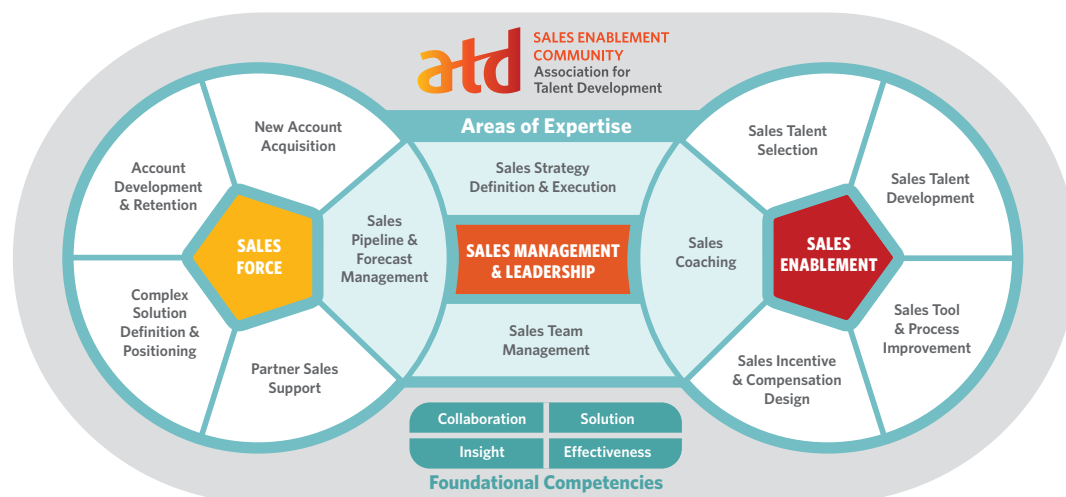 atd
SALES ENABLEMENT
COMMUNITY
Association for
Talent Development
Areas of Expertise
New Account
Acquisition
Account
Development
& Retention
Complex
Solution
Definition &
Positioning
Partner Sales
Support
SALES
FORCE
Sales
Pipeline &
Forecast
Management
Sales Strategy
Definition & Execution
SALES MANAGEMENT
& LEADERSHIP
Sales Team
Management
Sales
Coaching
Sales Talent
Selection
Sales Talent
Development
SALES
ENABLEMENT
Sales Tool
& Process
Improvement
Sales Incentive
& Compensation
Design
Collaboration
Solution
Insight
Effectiveness
Foundational Competencies